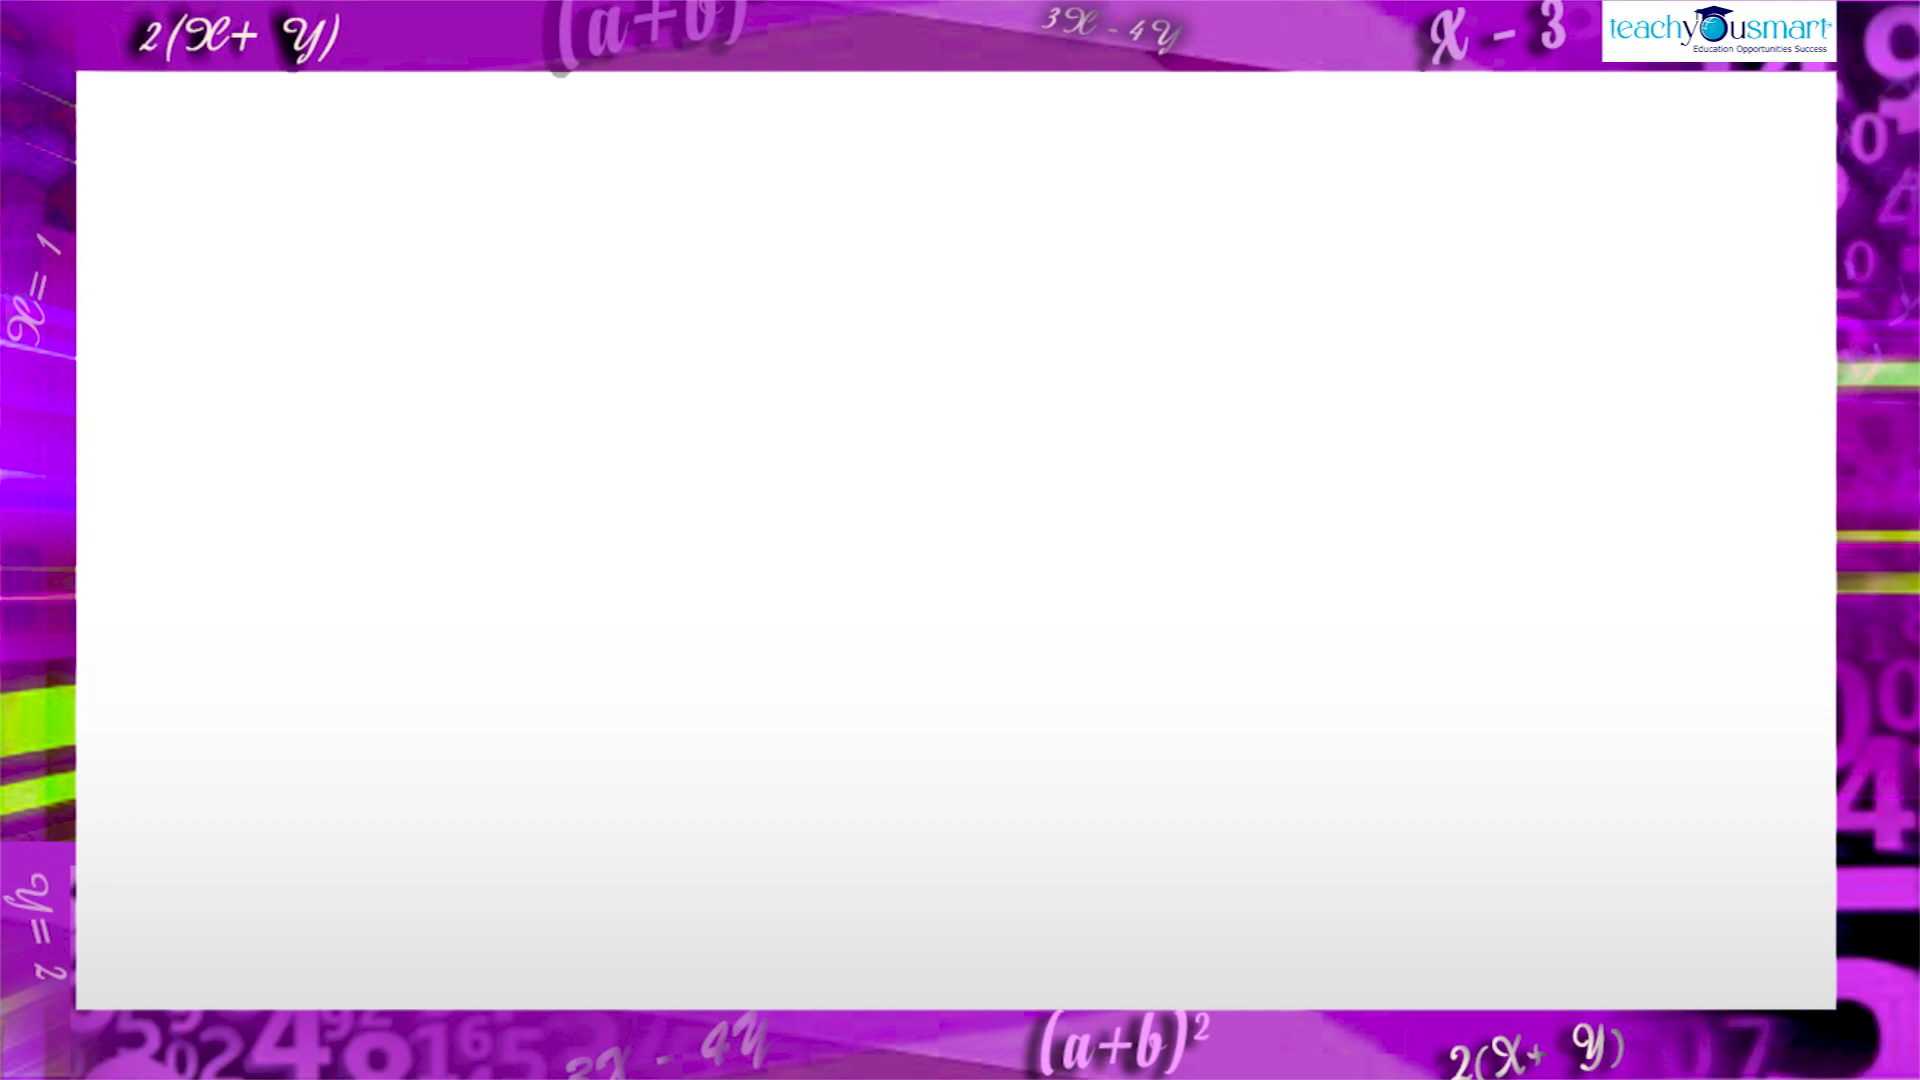 2(x+ y)
(a+b)
3x - 4y
x - 3
teachyousmart
Education Opportunities Success
x= 1
y= 2
3x - 4y
(a+b)²
2(x+ y)